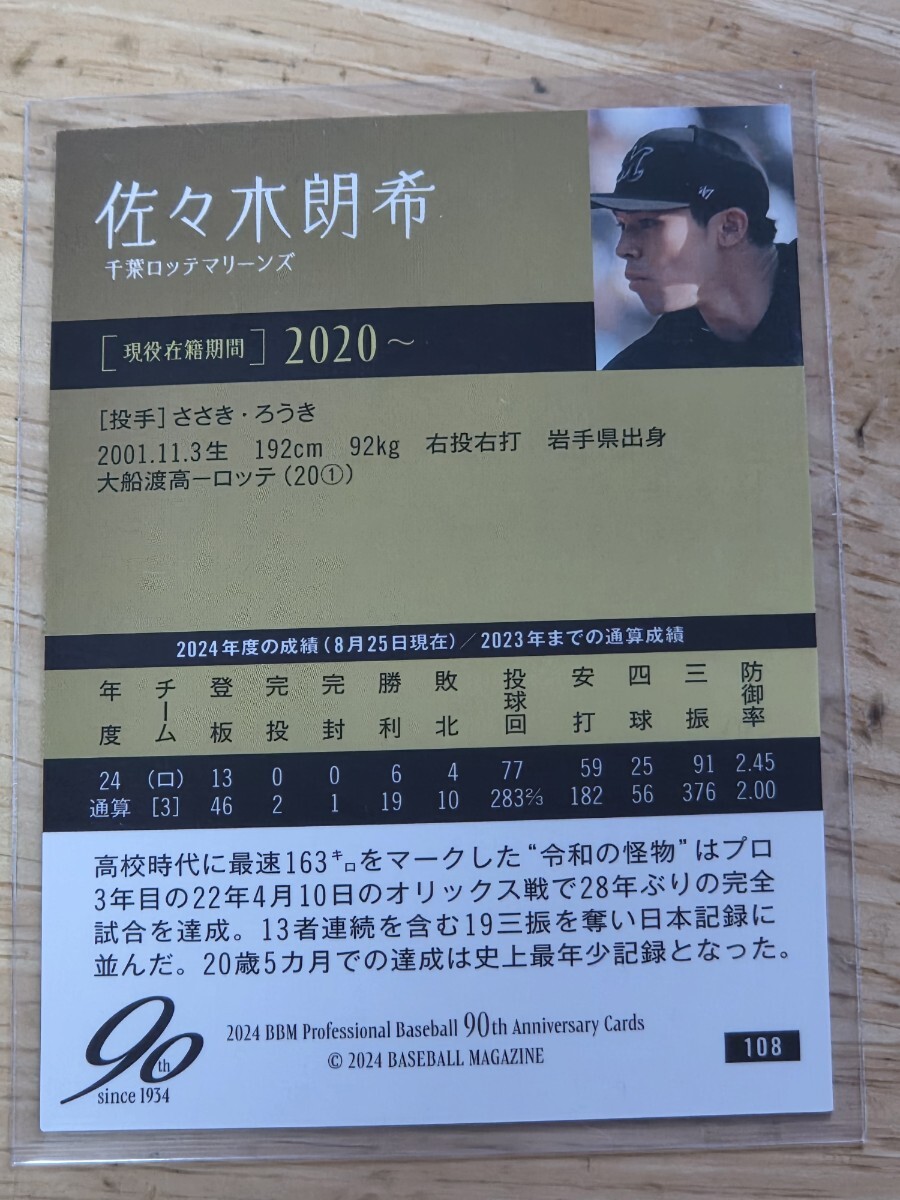 佐々木朗希
千葉ロッテマリーンズ
[現役在籍期間] 2020～
[投手]ささき・ろうき
2001.11.3生 192cm 92kg 右投右打 岩手県出身
大船渡高ーロッテ(20①)
2024年度の成績(8月25日現在)／2023年までの通算成績
年度 チーム 登板 完投 完封 勝利 敗北 投球回 安打 四球 三振 防御率
24 (ロ) 13 0 0 6 4 77 59 25 91 2.45
通算 [3] 46 2 1 19 10 283⅔ 182 56 376 2.00
高校時代に最速163㌔をマークした“令和の怪物”はプロ
3年目の22年4月10日のオリックス戦で28年ぶりの完全
試合を達成。13者連続を含む19三振を奪い日本記録に
並んだ。20歳5カ月での達成は史上最年少記録となった。
90th
since 1934
2024 BBM Professional Baseball 90th Anniversary Cards
© 2024 BASEBALL MAGAZINE
108
M
'47